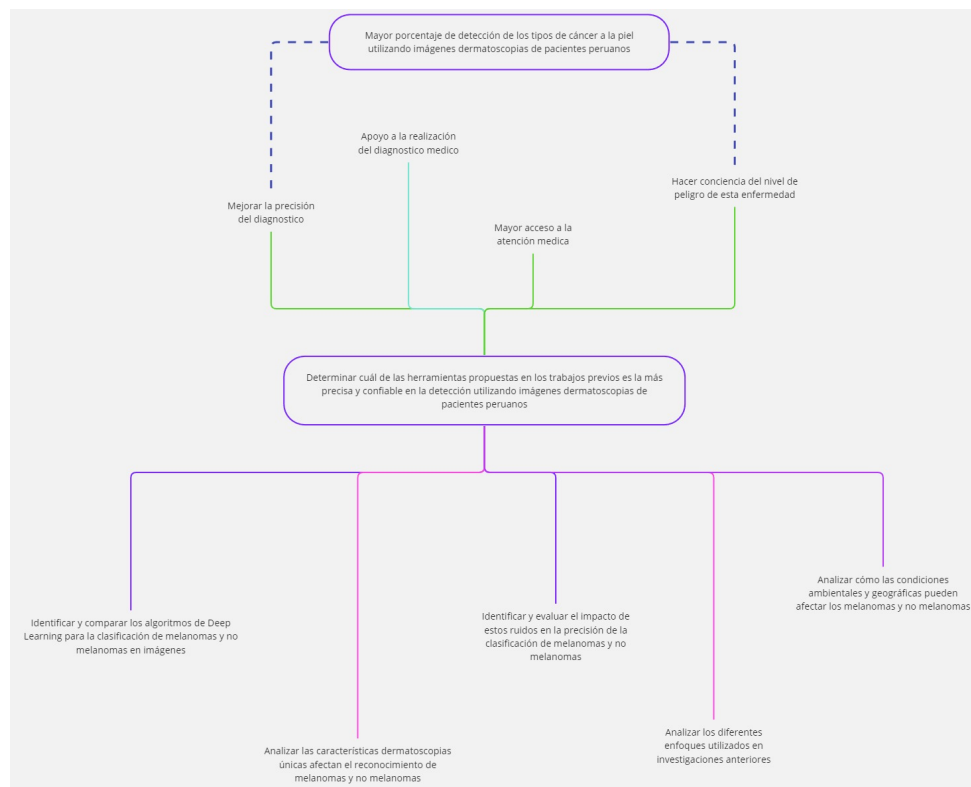 Mayor porcentaje de detección de los tipos de cáncer a la piel
utilizando imágenes dermatoscopias de pacientes peruanos
Apoyo a la realización
del diagnostico medico
Hacer conciencia del nivel de
peligro de esta enfermedad
Mejorar la precisión
del diagnostico
Mayor acceso a la
atención medica
Determinar cuál de las herramientas propuestas en los trabajos previos es la más
precisa y confiable en la detección utilizando imágenes dermatoscopias de
pacientes peruanos
Analizar cómo las condiciones
ambientales y geográficas pueden
afectar los melanomas y no melanomas
Identificar y comparar los algoritmos de Deep
Learning para la clasificación de melanomas y no
melanomas en imágenes
Identificar y evaluar el impacto de
estos ruidos en la precisión de la
clasificación de melanomas y no
melanomas
Analizar los diferentes
enfoques utilizados en
investigaciones anteriores
Analizar las características dermatoscopias
únicas afectan el reconocimiento de
melanomas y no melanomas